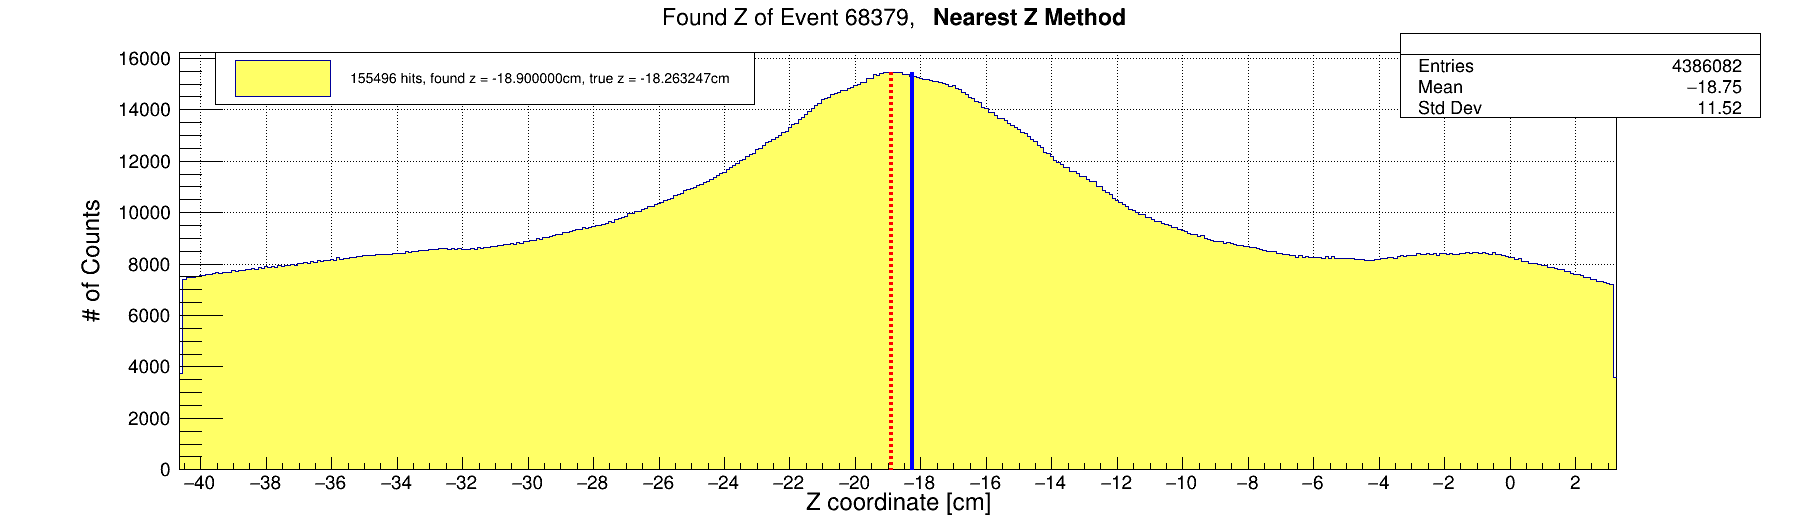 Found Z of Event 68379, Nearest Z Method
155496 hits, found z = -18.900000cm, true z = -18.263247cm
Entries 4386082
Mean −18.75
Std Dev 11.52
# of Counts
16000
14000
12000
10000
8000
6000
4000
2000
0
−40 −38 −36 −34 −32 −30 −28 −26 −24 −22 −20 −18 −16 −14 −12 −10 −8 −6 −4 −2 0 2
Z coordinate [cm]